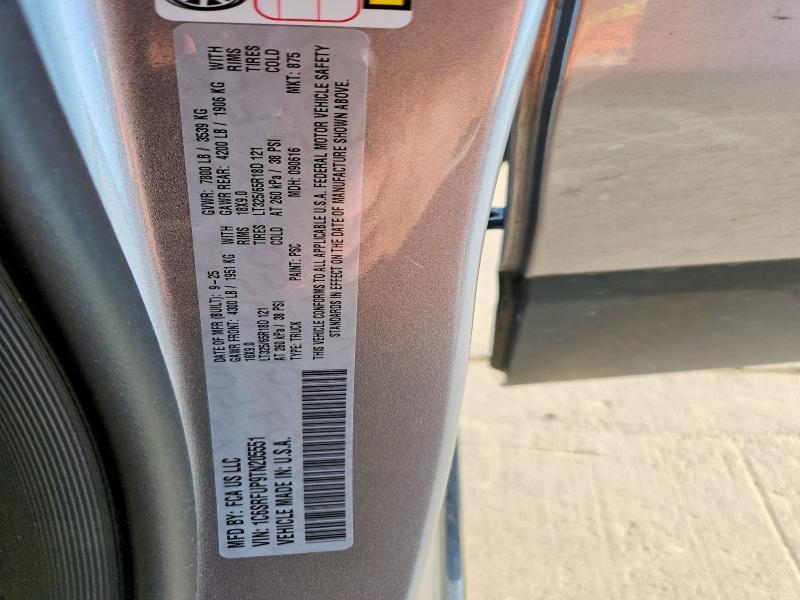 MFD BY: FCA US LLC
DATE OF MFR (BUILT): 9-25
GVWR: 7800 LB / 3539 KG
VIN: 1C6SRFUP9TN205551
GAWR FRONT: 4300 LB / 1951 KG WITH
GAWR REAR: 4200 LB / 1906 KG WITH
VEHICLE MADE IN: U.S.A.
18X9.0 RIMS
18X9.0 RIMS
LT325/65R18D 121 TIRES
LT325/65R18D 121 TIRES
AT 260 kPa / 38 PSI COLD
AT 260 kPa / 38 PSI COLD
TYPE: TRUCK PAINT: PSC MDH: 090616 MKT: 875
THIS VEHICLE CONFORMS TO ALL APPLICABLE U.S.A. FEDERAL MOTOR VEHICLE SAFETY
STANDARDS IN EFFECT ON THE DATE OF MANUFACTURE SHOWN ABOVE.